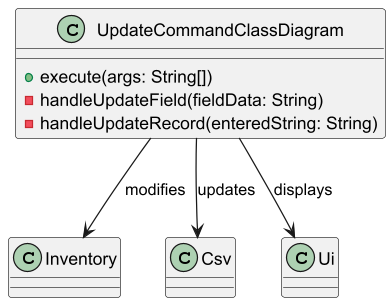 C UpdateCommandClassDiagram
execute(args: String[])
handleUpdateField(fieldData: String)
handleUpdateRecord(enteredString: String)
modifies updates displays
C Inventory C Csv C Ui